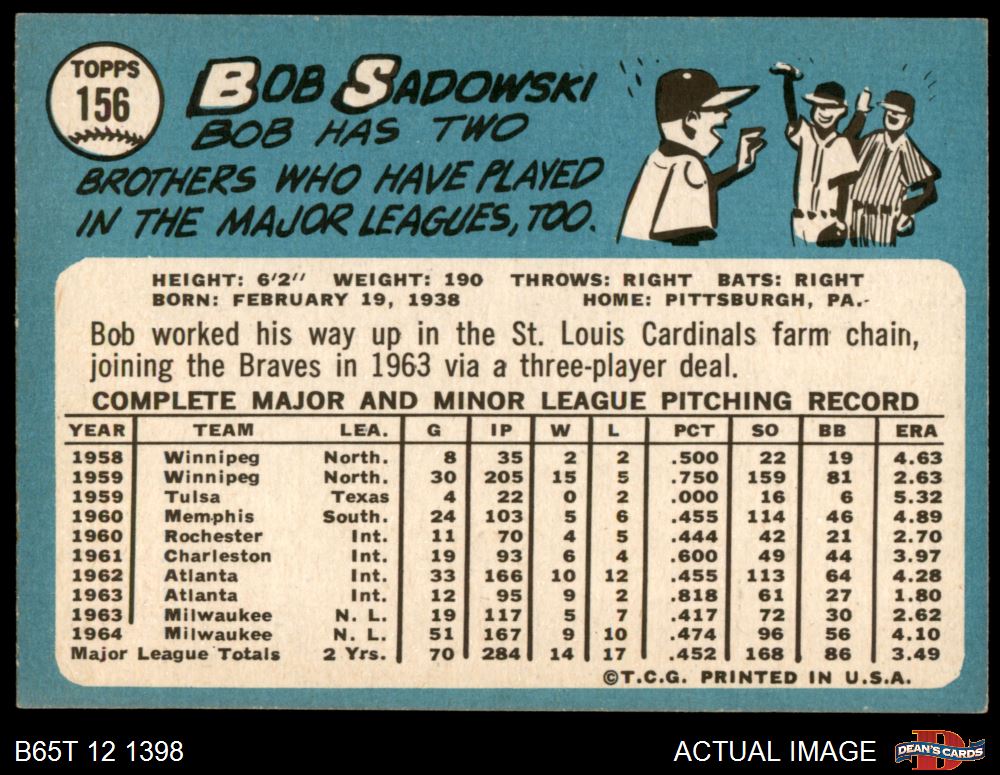 TOPPS
156
BOB SADOWSKI
BOB HAS TWO
BROTHERS WHO HAVE PLAYED
IN THE MAJOR LEAGUES, TOO.
HEIGHT: 6'2" WEIGHT: 190 THROWS: RIGHT BATS: RIGHT
BORN: FEBRUARY 19, 1938 HOME: PITTSBURGH, PA.
Bob worked his way up in the St. Louis Cardinals farm chain,
joining the Braves in 1963 via a three-player deal.
COMPLETE MAJOR AND MINOR LEAGUE PITCHING RECORD
YEAR TEAM LEA. G IP W L PCT SO BB ERA
1958 Winnipeg North. 8 35 2 2 .500 22 19 4.63
1959 Winnipeg North. 30 205 15 5 .750 159 81 2.63
1959 Tulsa Texas 4 22 0 2 .000 16 6 5.32
1960 Memphis South. 24 103 5 6 .455 114 46 4.89
1960 Rochester Int. 11 70 4 5 .444 42 21 2.70
1961 Charleston Int. 19 93 6 4 .600 49 44 3.97
1962 Atlanta Int. 33 166 10 12 .455 113 64 4.28
1963 Atlanta Int. 12 95 9 2 .818 61 27 1.80
1963 Milwaukee N. L. 19 117 5 7 .417 72 30 2.62
1964 Milwaukee N. L. 51 167 9 10 .474 96 56 4.10
Major League Totals 2 Yrs. 70 284 14 17 .452 168 86 3.49
©T.C.G. PRINTED IN U.S.A.
B65T 12 1398 ACTUAL IMAGE DEAN'S CARDS